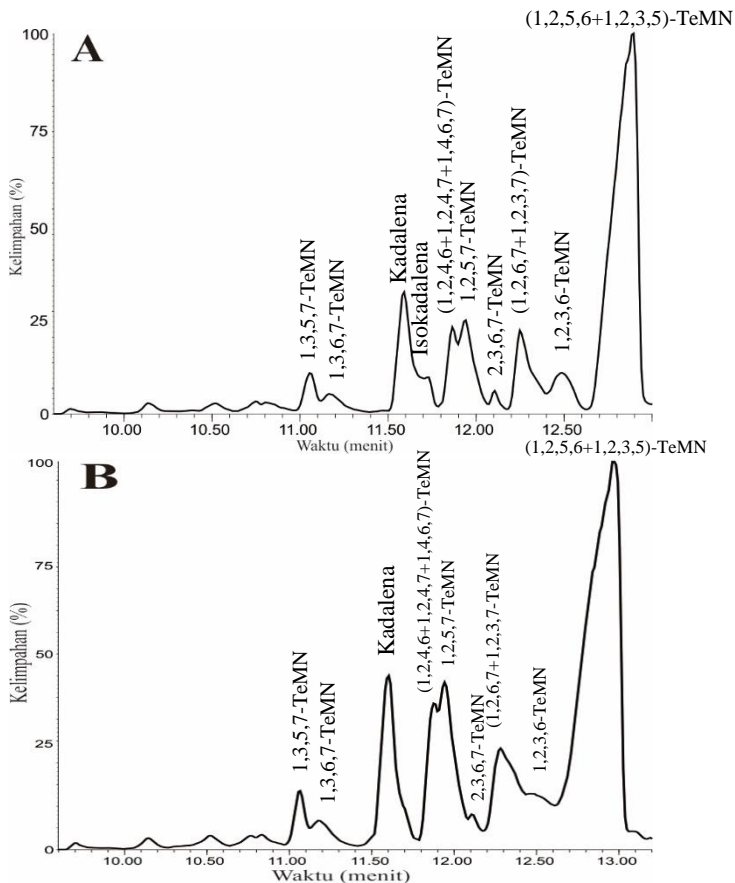 (1,2,5,6+1,2,3,5)-TeMN
A
100
75
50
25
0
Kelimpahan (%)
1,3,5,7-TeMN
1,3,6,7-TeMN
Kadalena
Isokadalena
(1,2,4,6+1,2,4,7+1,4,6,7)-TeMN
1,2,5,7-TeMN
2,3,6,7-TeMN
(1,2,6,7+1,2,3,7)-TeMN
1,2,3,6-TeMN
10.00
10.50
11.00
11.50
12.00
12.50
Waktu (menit)
(1,2,5,6+1,2,3,5)-TeMN
B
100
75
50
25
0
Kelimpahan (%)
1,3,5,7-TeMN
1,3,6,7-TeMN
Kadalena
(1,2,4,6+1,2,4,7+1,4,6,7)-TeMN
1,2,5,7-TeMN
2,3,6,7-TeMN
(1,2,6,7+1,2,3,7-TeMN
1,2,3,6-TeMN
10.00
10.50
11.00
11.50
12.00
12.50
13.00
Waktu (menit)